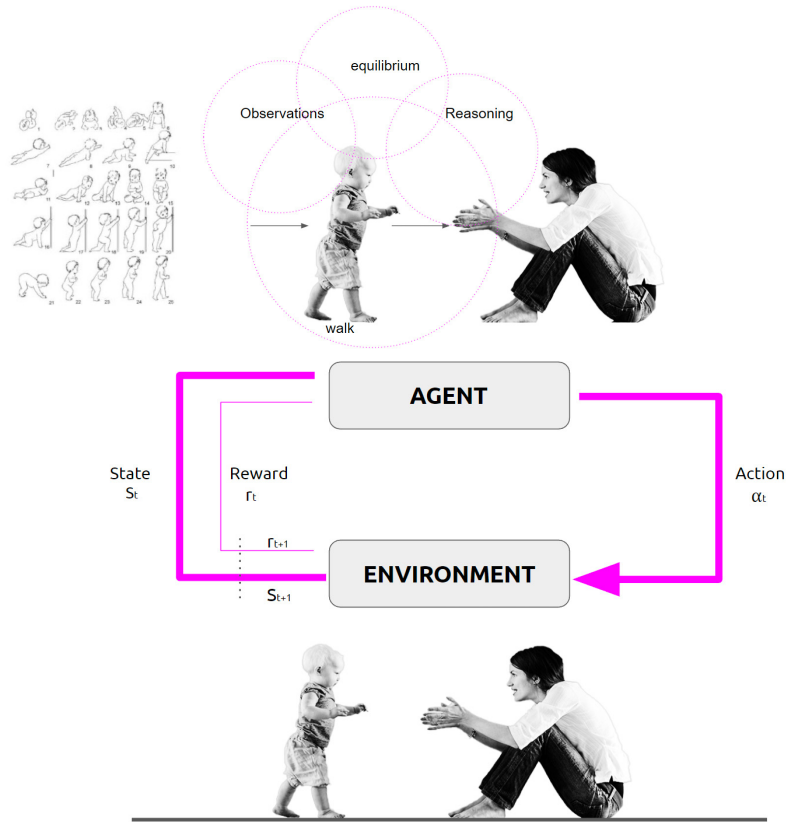 equilibrium
Observations
Reasoning
walk
AGENT
State
St
Reward
rt
Action
αt
rt+1
ENVIRONMENT
St+1